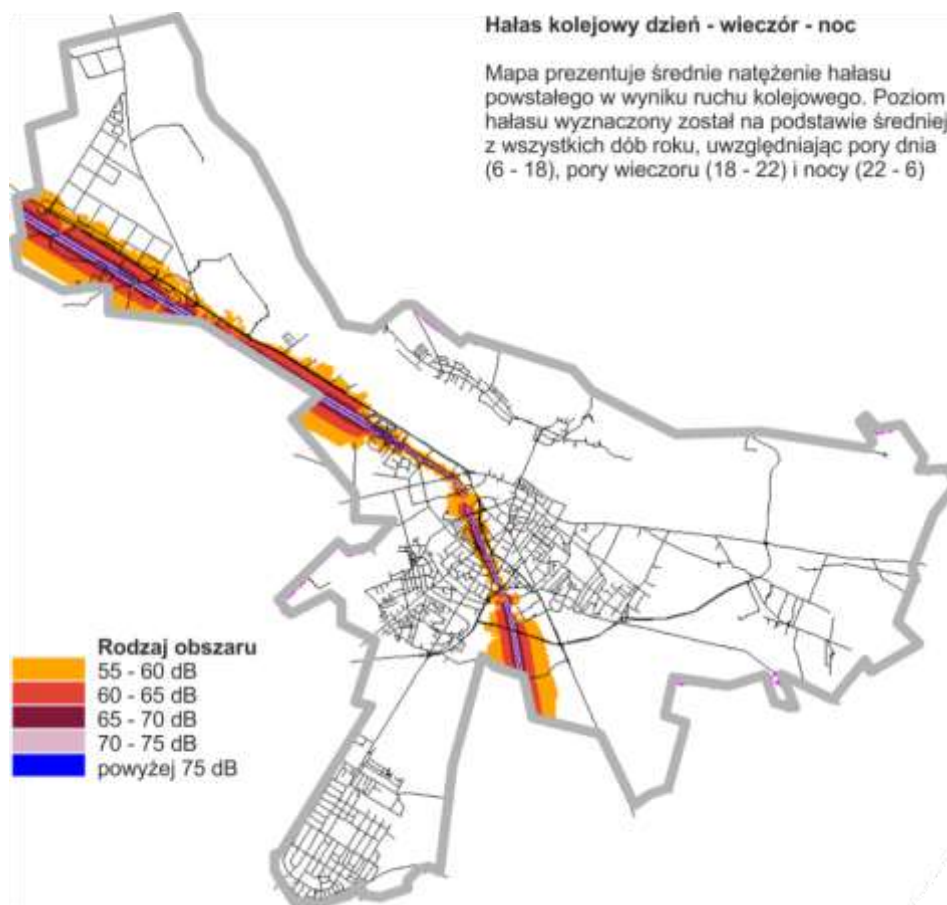 Hałas kolejowy dzień - wieczór - noc
Mapa prezentuje średnie natężenie hałasu
powstałego w wyniku ruchu kolejowego. Poziom
hałasu wyznaczony został na podstawie średniej
z wszystkich dób roku, uwzględniając pory dnia
(6 - 18), pory wieczoru (18 - 22) i nocy (22 - 6)
Rodzaj obszaru
55 - 60 dB
60 - 65 dB
65 - 70 dB
70 - 75 dB
powyżej 75 dB